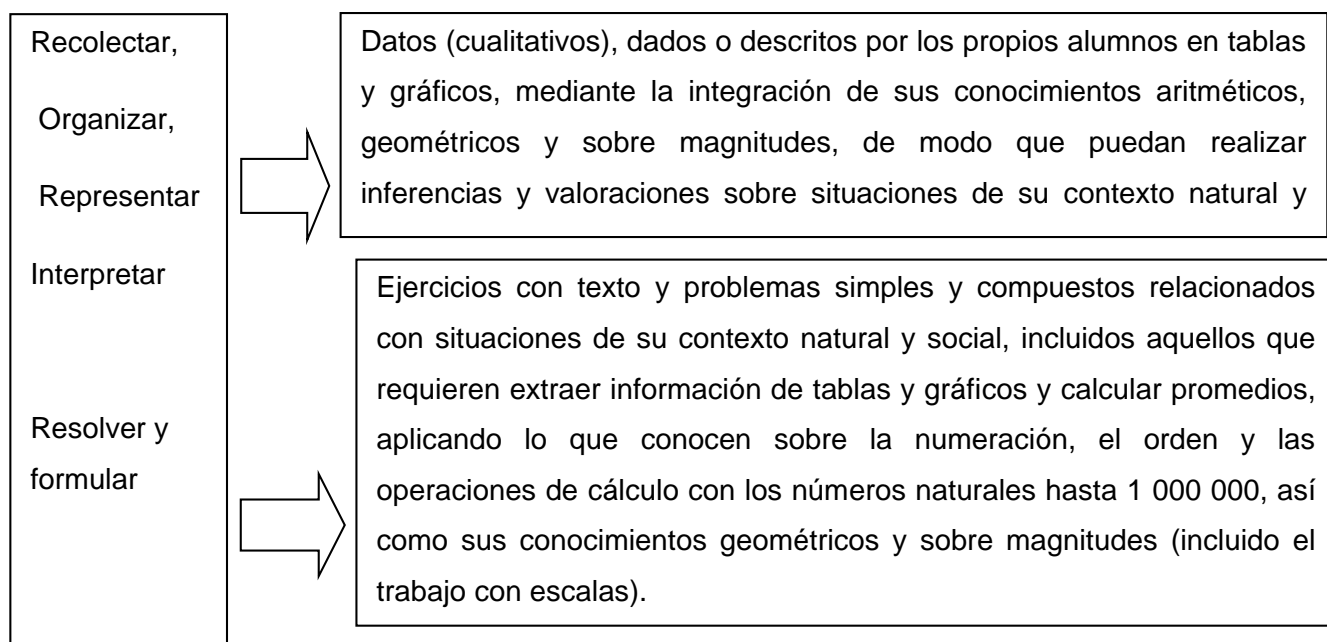 Recolectar,
Organizar,
Representar
Interpretar
Resolver y
formular
Datos (cualitativos), dados o descritos por los propios alumnos en tablas
y gráficos, mediante la integración de sus conocimientos aritméticos,
geométricos y sobre magnitudes, de modo que puedan realizar
inferencias y valoraciones sobre situaciones de su contexto natural y
Ejercicios con texto y problemas simples y compuestos relacionados
con situaciones de su contexto natural y social, incluidos aquellos que
requieren extraer información de tablas y gráficos y calcular promedios,
aplicando lo que conocen sobre la numeración, el orden y las
operaciones de cálculo con los números naturales hasta 1 000 000, así
como sus conocimientos geométricos y sobre magnitudes (incluido el
trabajo con escalas).